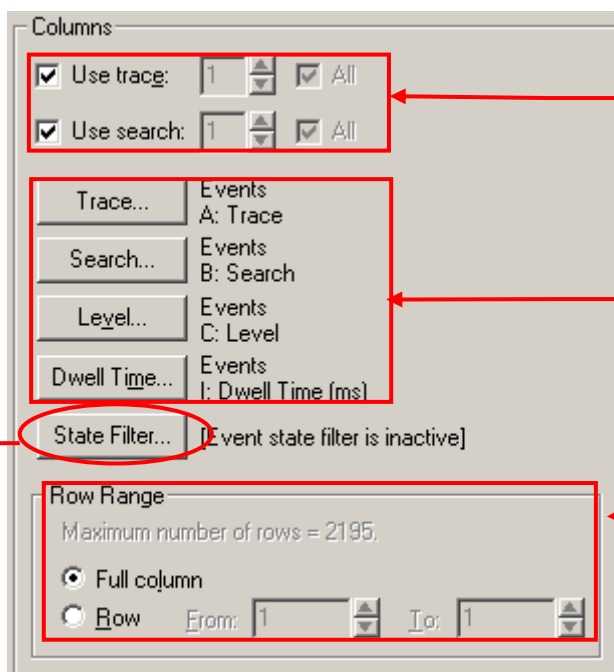 Columns
Use trace: 1 All
Use search: 1 All
Trace... Events
A: Trace
Search... Events
B: Search
Level... Events
C: Level
Dwell Time... Events
I: Dwell Time (ms)
State Filter... [Event state filter is inactive]
Row Range
Maximum number of rows = 2195.
Full column
Row From: 1 To: 1